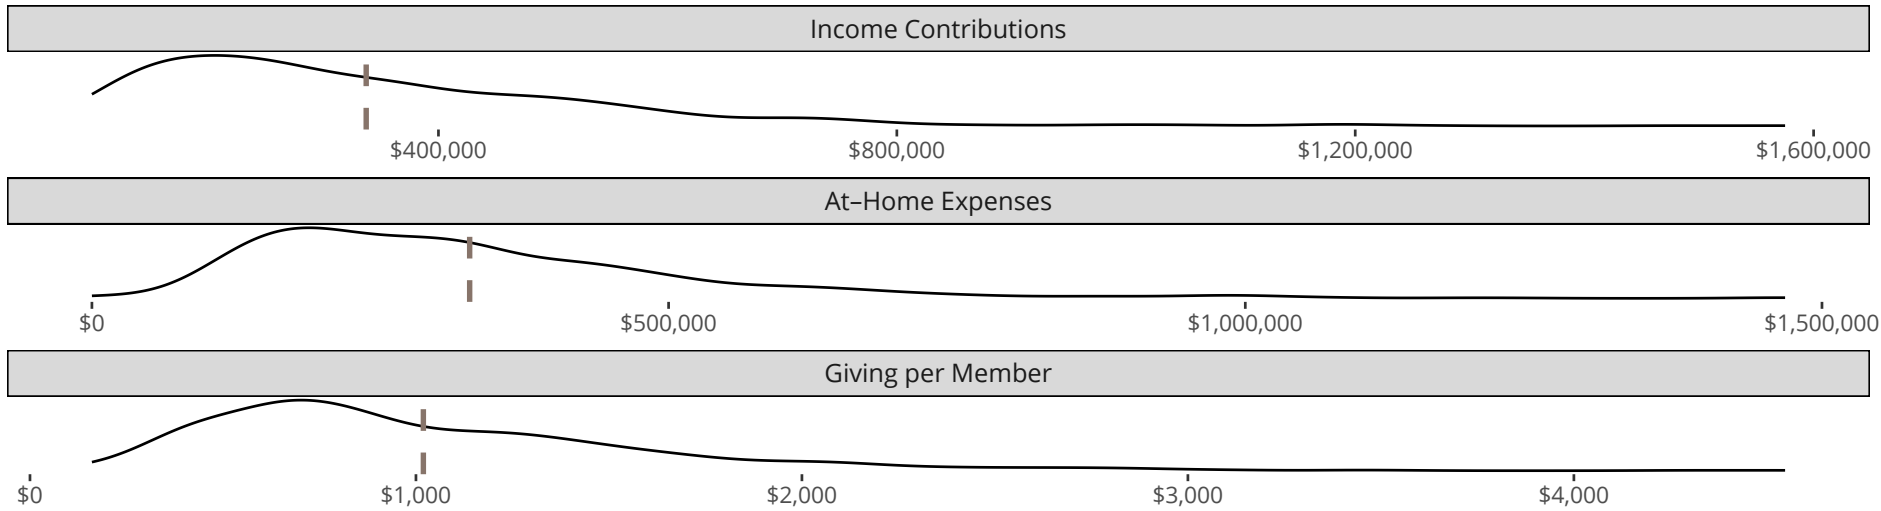 Income Contributions
$400,000 $800,000 $1,200,000 $1,600,000
At–Home Expenses
$0 $500,000 $1,000,000 $1,500,000
Giving per Member
$0 $1,000 $2,000 $3,000 $4,000